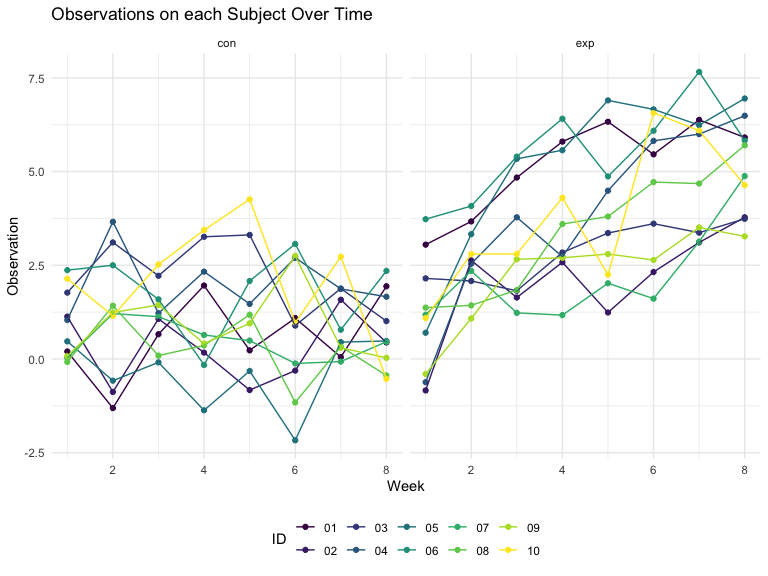 Observations on each Subject Over Time
con exp
7.5
5.0
2.5
0.0
-2.5
Observation
2 4 6 8 2 4 6 8
Week
ID
01 03 05 07 09
02 04 06 08 10